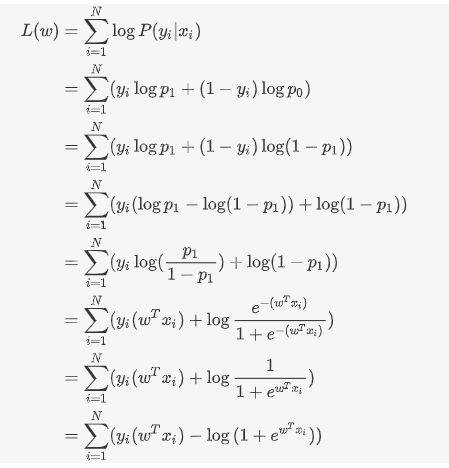 L(w) = \sum_{i=1}^{N} \log P(y_i|x_i)
= \sum_{i=1}^{N} (y_i \log p_1 + (1 - y_i) \log p_0)
= \sum_{i=1}^{N} (y_i \log p_1 + (1 - y_i) \log(1 - p_1))
= \sum_{i=1}^{N} (y_i (\log p_1 - \log(1 - p_1)) + \log(1 - p_1))
= \sum_{i=1}^{N} (y_i \log(\frac{p_1}{1 - p_1}) + \log(1 - p_1))
= \sum_{i=1}^{N} (y_i (w^T x_i) + \log \frac{e^{-(w^T x_i)}}{1 + e^{-(w^T x_i)}})
= \sum_{i=1}^{N} (y_i (w^T x_i) + \log \frac{1}{1 + e^{w^T x_i}})
= \sum_{i=1}^{N} (y_i (w^T x_i) - \log (1 + e^{w^T x_i}))